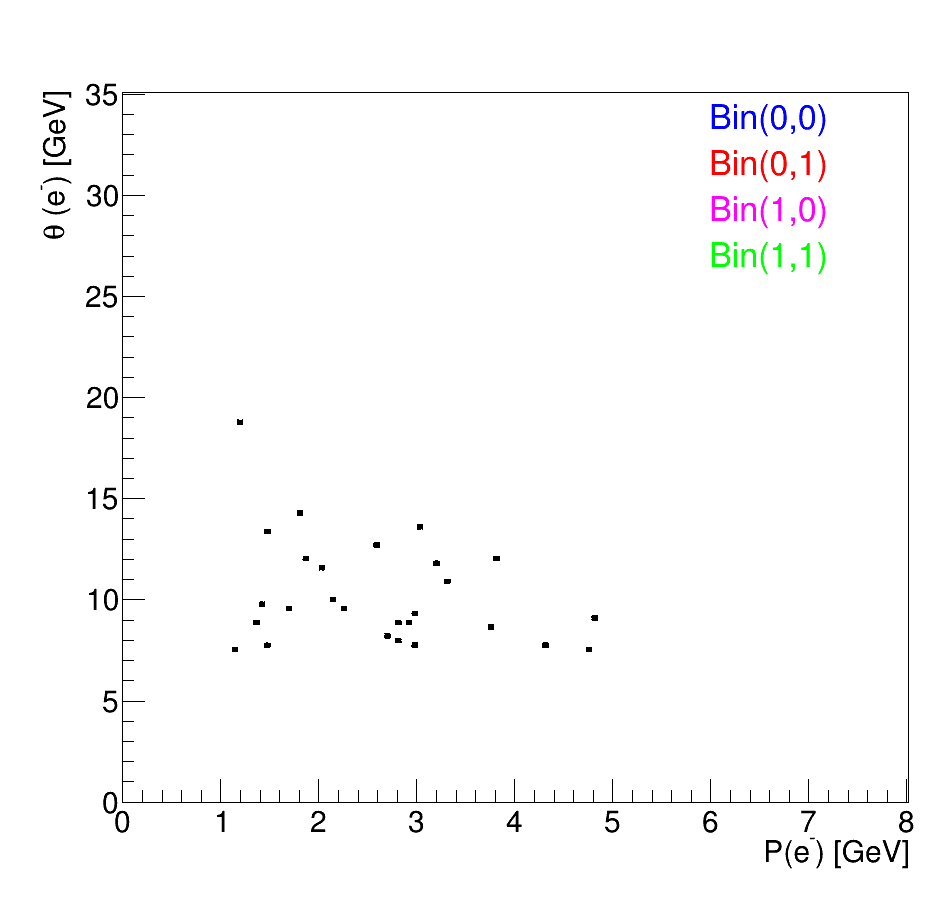 35
30
25
20
15
10
5
0
θ (e⁻) [GeV]
Bin(0,0)
Bin(0,1)
Bin(1,0)
Bin(1,1)
0 1 2 3 4 5 6 7 8
P(e⁻) [GeV]